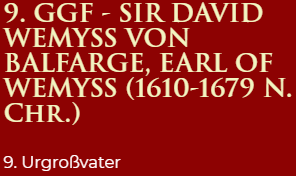 9. GGF - SIR DAVID
WEMYSS VON
BALFARGE, EARL OF
WEMYSS (1610-1679 N.
CHR.)
9. Urgroßvater